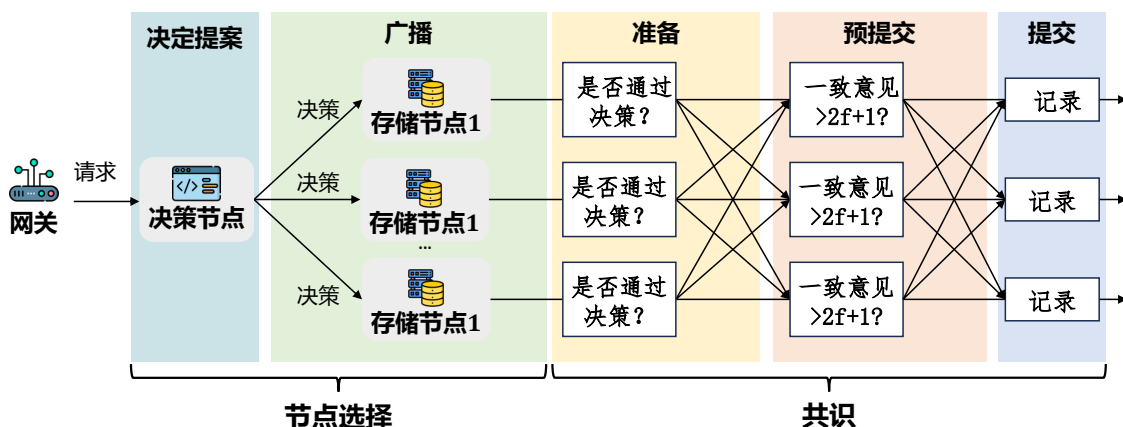 决定提案
广播
准备
预提交
提交
网关
请求
</>
决策节点
决策
存储节点1
决策
存储节点1
...
决策
存储节点1
是否通过
决策？
是否通过
决策？
是否通过
决策？
一致意见
>2f+1?
一致意见
>2f+1?
一致意见
>2f+1?
记录
记录
记录
节点选择
共识